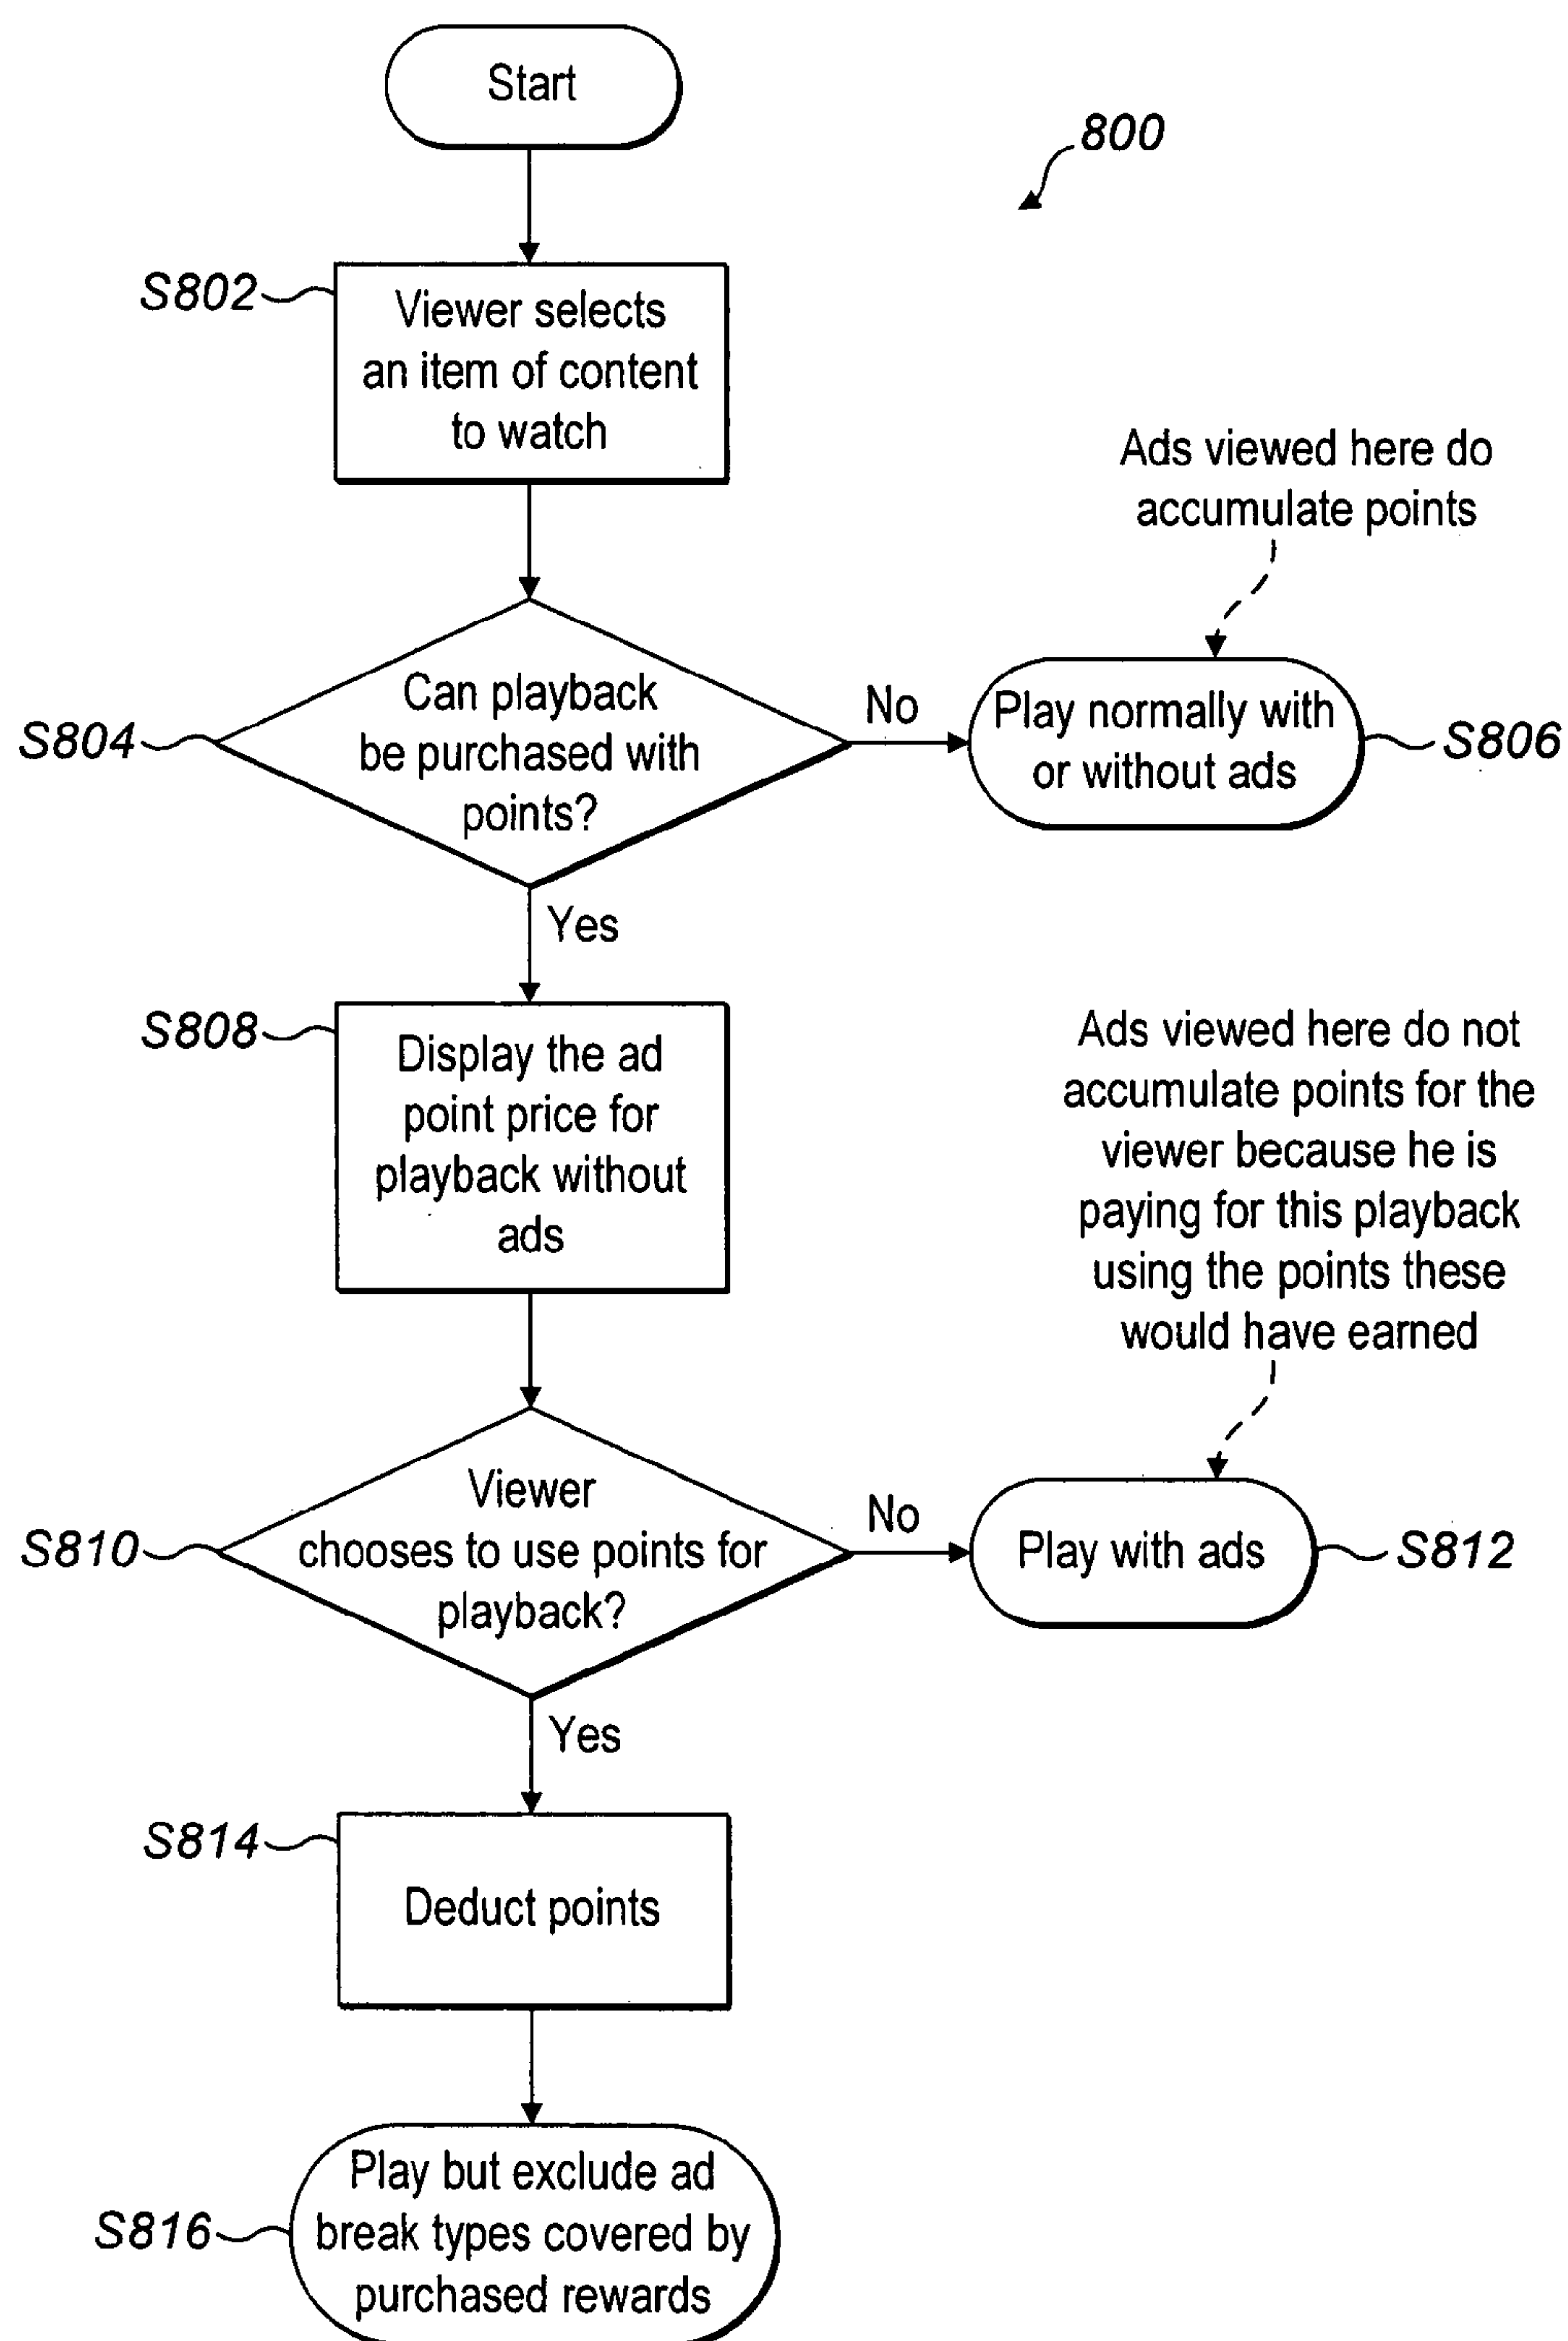 Start
800
S802
Viewer selects
an item of content
to watch
Ads viewed here do
accumulate points
S804
Can playback
be purchased with
points?
No
Play normally with
or without ads
S806
Yes
S808
Display the ad
point price for
playback without
ads
Ads viewed here do not
accumulate points for the
viewer because he is
paying for this playback
using the points these
would have earned
S810
Viewer
chooses to use points for
playback?
No
Play with ads
S812
Yes
S814
Deduct points
S816
Play but exclude ad
break types covered by
purchased rewards